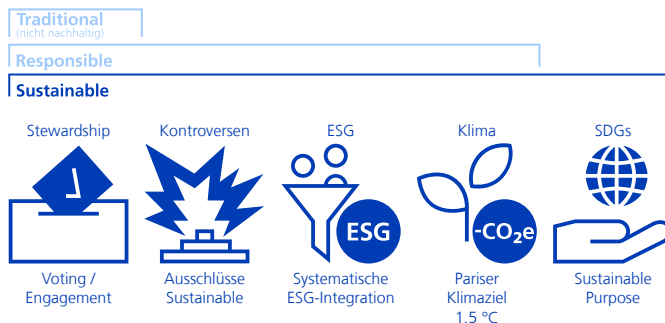 Traditional
(nicht nachhaltig)
Responsible
Sustainable
Stewardship
Kontroversen
ESG
Klima
SDGs
ESG
-CO₂e
Voting /
Engagement
Ausschlüsse
Sustainable
Systematische
ESG-Integration
Pariser
Klimaziel
1,5 °C
Sustainable
Purpose